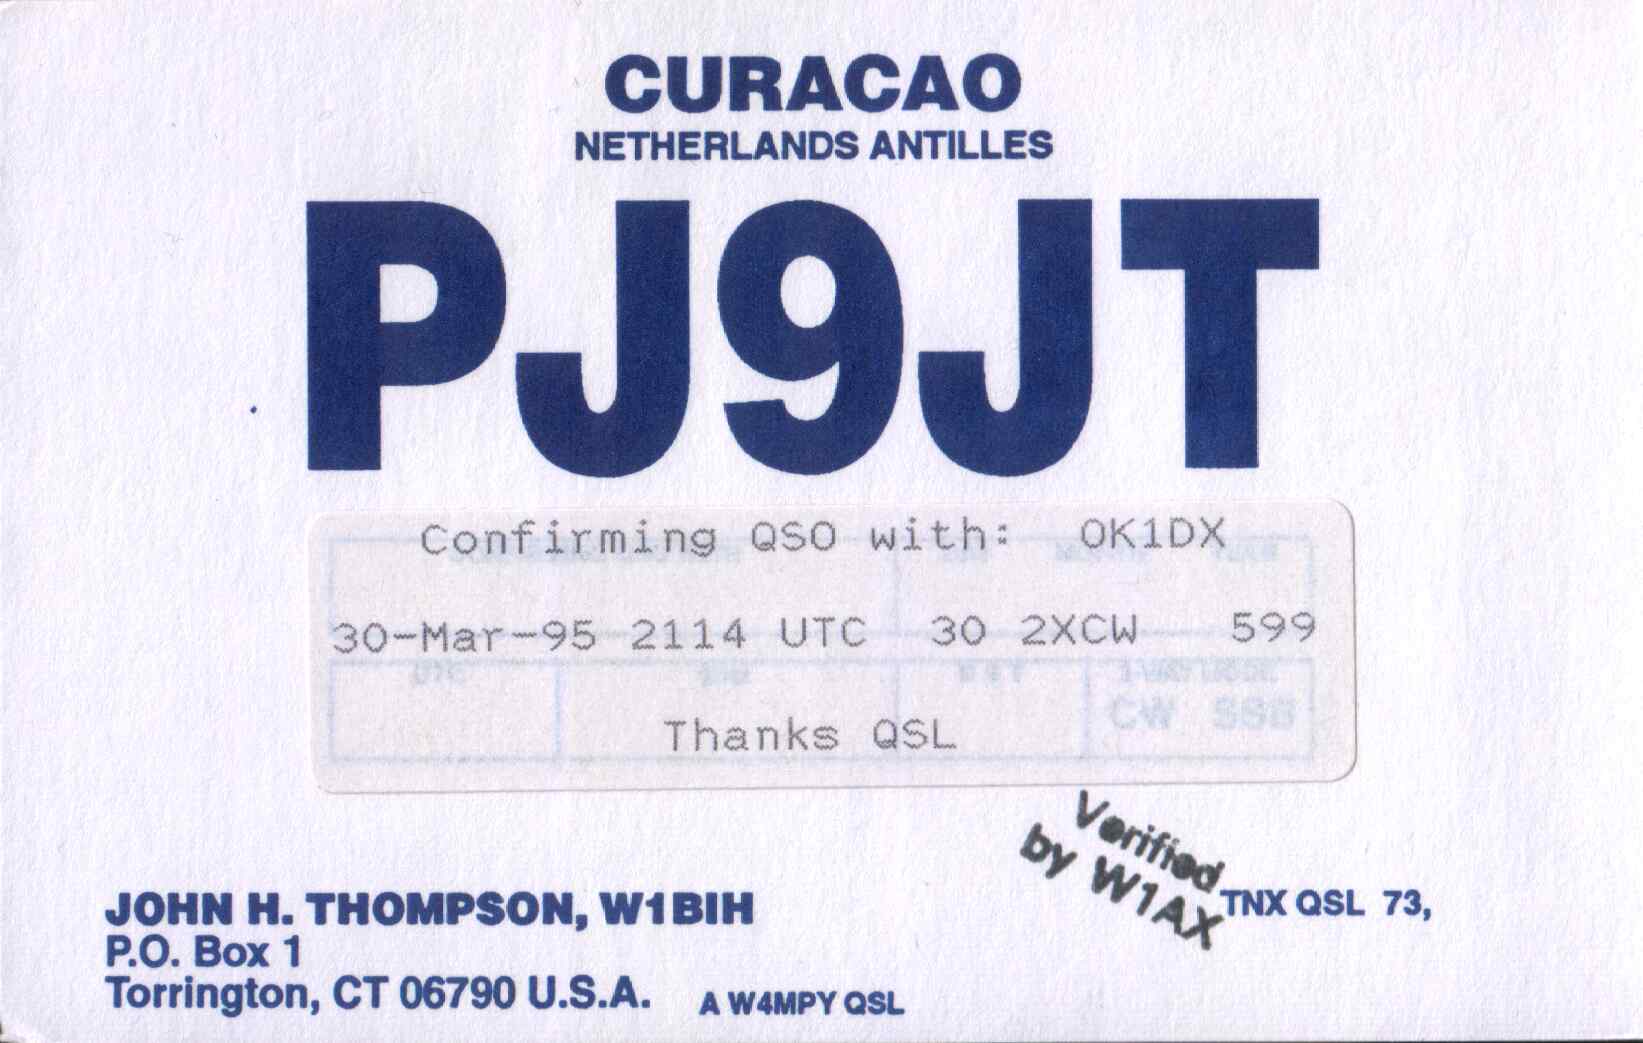 CURACAO
NETHERLANDS ANTILLES
PJ9JT
Confirming QSO with: OK1DX
30-Mar-95 2114 UTC 30 2XCW 599
UTC
CW SSB
Thanks QSL
Verified
by W1AX
TNX QSL 73,
JOHN H. THOMPSON, W1BIH
P.O. Box 1
Torrington, CT 06790 U.S.A.
A W4MPY QSL